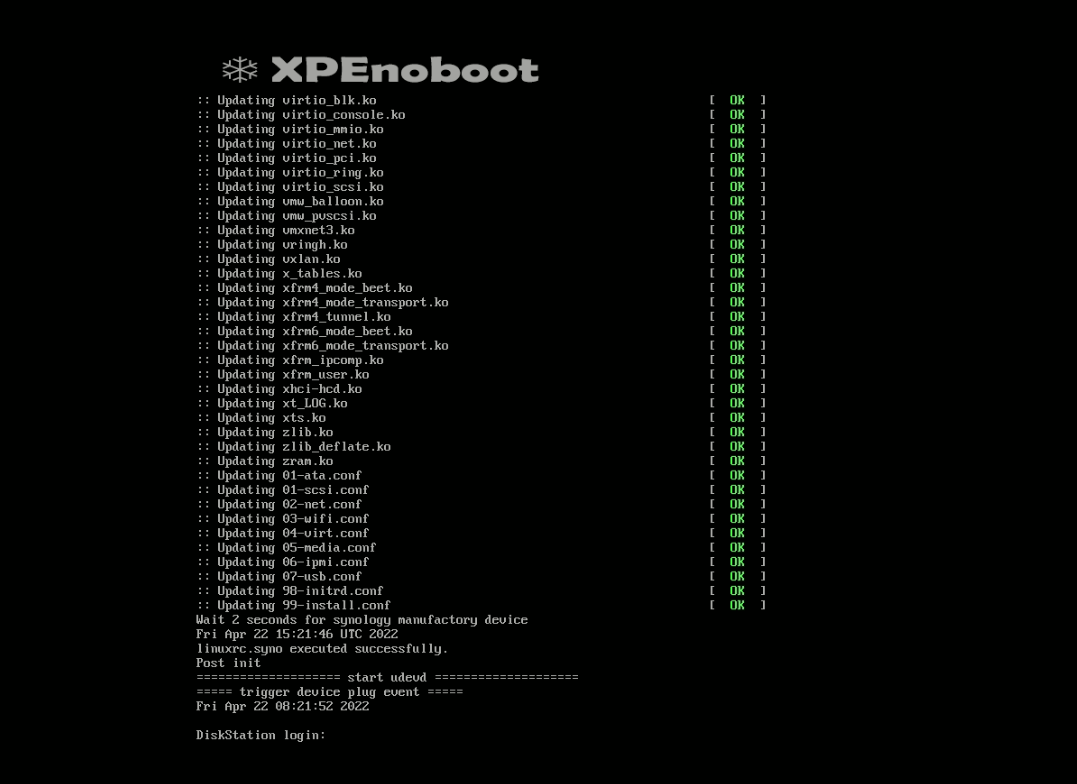 XPEnoboot
:: Updating virtio_blk.ko [ OK ]
:: Updating virtio_console.ko [ OK ]
:: Updating virtio_mmio.ko [ OK ]
:: Updating virtio_net.ko [ OK ]
:: Updating virtio_pci.ko [ OK ]
:: Updating virtio_ring.ko [ OK ]
:: Updating virtio_scsi.ko [ OK ]
:: Updating vmw_balloon.ko [ OK ]
:: Updating vmw_pvscsi.ko [ OK ]
:: Updating vmxnet3.ko [ OK ]
:: Updating vringh.ko [ OK ]
:: Updating vxlan.ko [ OK ]
:: Updating x_tables.ko [ OK ]
:: Updating xfrm4_mode_beet.ko [ OK ]
:: Updating xfrm4_mode_transport.ko [ OK ]
:: Updating xfrm4_tunnel.ko [ OK ]
:: Updating xfrm6_mode_beet.ko [ OK ]
:: Updating xfrm6_mode_transport.ko [ OK ]
:: Updating xfrm_ipcomp.ko [ OK ]
:: Updating xfrm_user.ko [ OK ]
:: Updating xhci-hcd.ko [ OK ]
:: Updating xt_LOG.ko [ OK ]
:: Updating xts.ko [ OK ]
:: Updating zlib.ko [ OK ]
:: Updating zlib_deflate.ko [ OK ]
:: Updating zram.ko [ OK ]
:: Updating 01-ata.conf [ OK ]
:: Updating 01-scsi.conf [ OK ]
:: Updating 02-net.conf [ OK ]
:: Updating 03-wifi.conf [ OK ]
:: Updating 04-virt.conf [ OK ]
:: Updating 05-media.conf [ OK ]
:: Updating 06-ipmi.conf [ OK ]
:: Updating 07-usb.conf [ OK ]
:: Updating 98-initrd.conf [ OK ]
:: Updating 99-install.conf [ OK ]
Wait 2 seconds for synology manufactory device
Fri Apr 22 15:21:46 UTC 2022
linuxrc.syno executed successfully.
Post init
==================== start udevd ====================
===== trigger device plug event =====
Fri Apr 22 08:21:52 2022
DiskStation login: